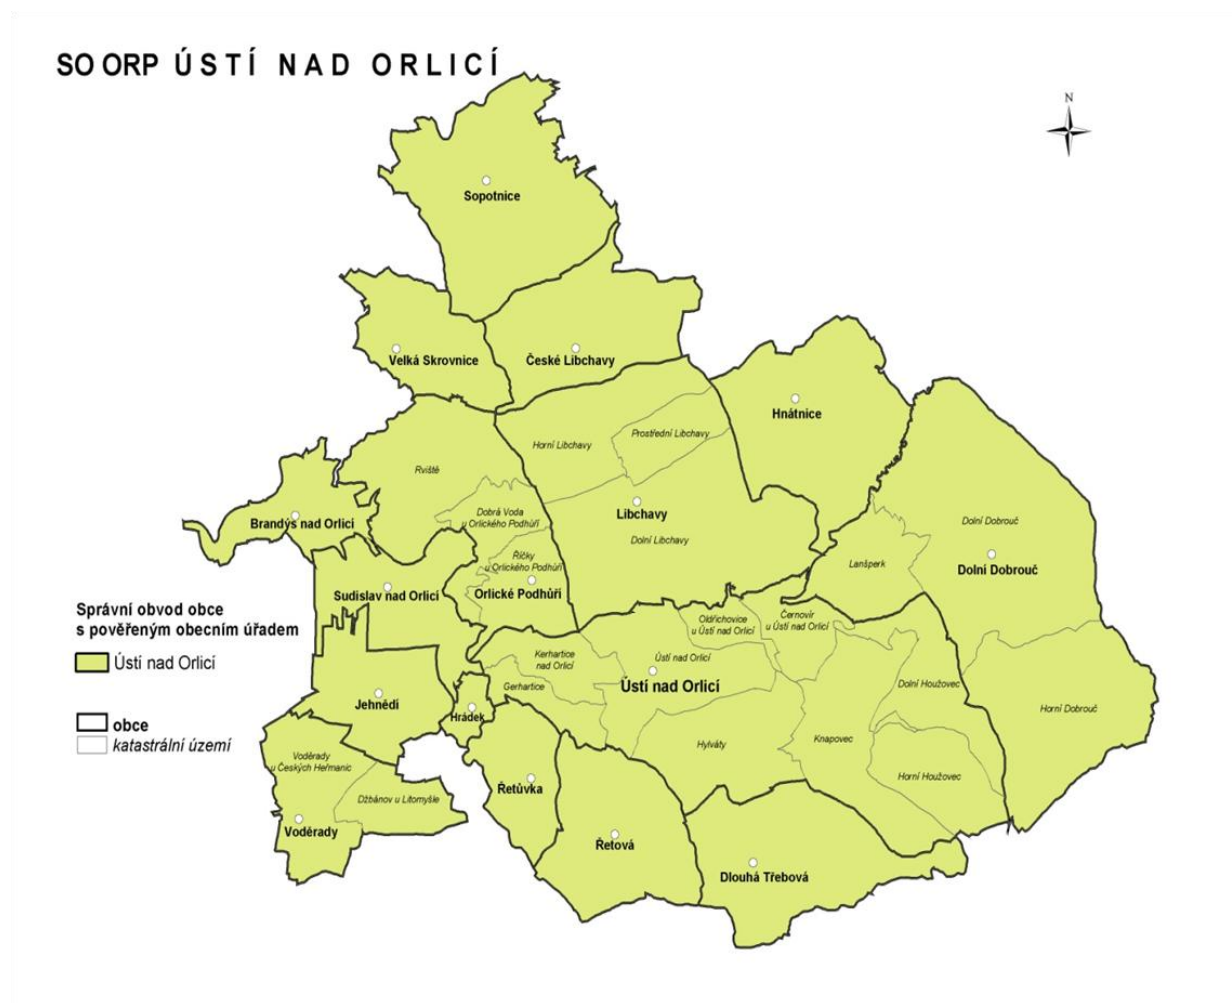 SO ORP ÚSTÍ NAD ORLICÍ
N
Sopotnice
Velká Skrovnice
České Libchavy
Hnátnice
Prostřední Libchavy
Horní Libchavy
Rviště
Dobrá Voda
u Orlického Podhůří
Libchavy
Dolní Libchavy
Brandýs nad Orlicí
Dolní Dobrouč
Lanšperk
Dolní Dobrouč
Říčky
u Orlického Podhůří
Orlické Podhůří
Sudislav nad Orlicí
Oldřichovice
u Ústí nad Orlicí
Černovír
u Ústí nad Orlicí
Správní obvod obce
s pověřeným obecním úřadem
Ústí nad Orlicí
obce
katastrální území
Kerhartice
nad Orlicí
Gerhartice
Ústí nad Orlicí
Ústí nad Orlicí
Dolní Houžovec
Horní Dobrouč
Jehnědí
Hrádek
Hylváty
Knapovec
Horní Houžovec
Voděrady
u Českých Heřmanic
Džbánov u Litomyšle
Voděrady
Řetůvka
Řetová
Dlouhá Třebová